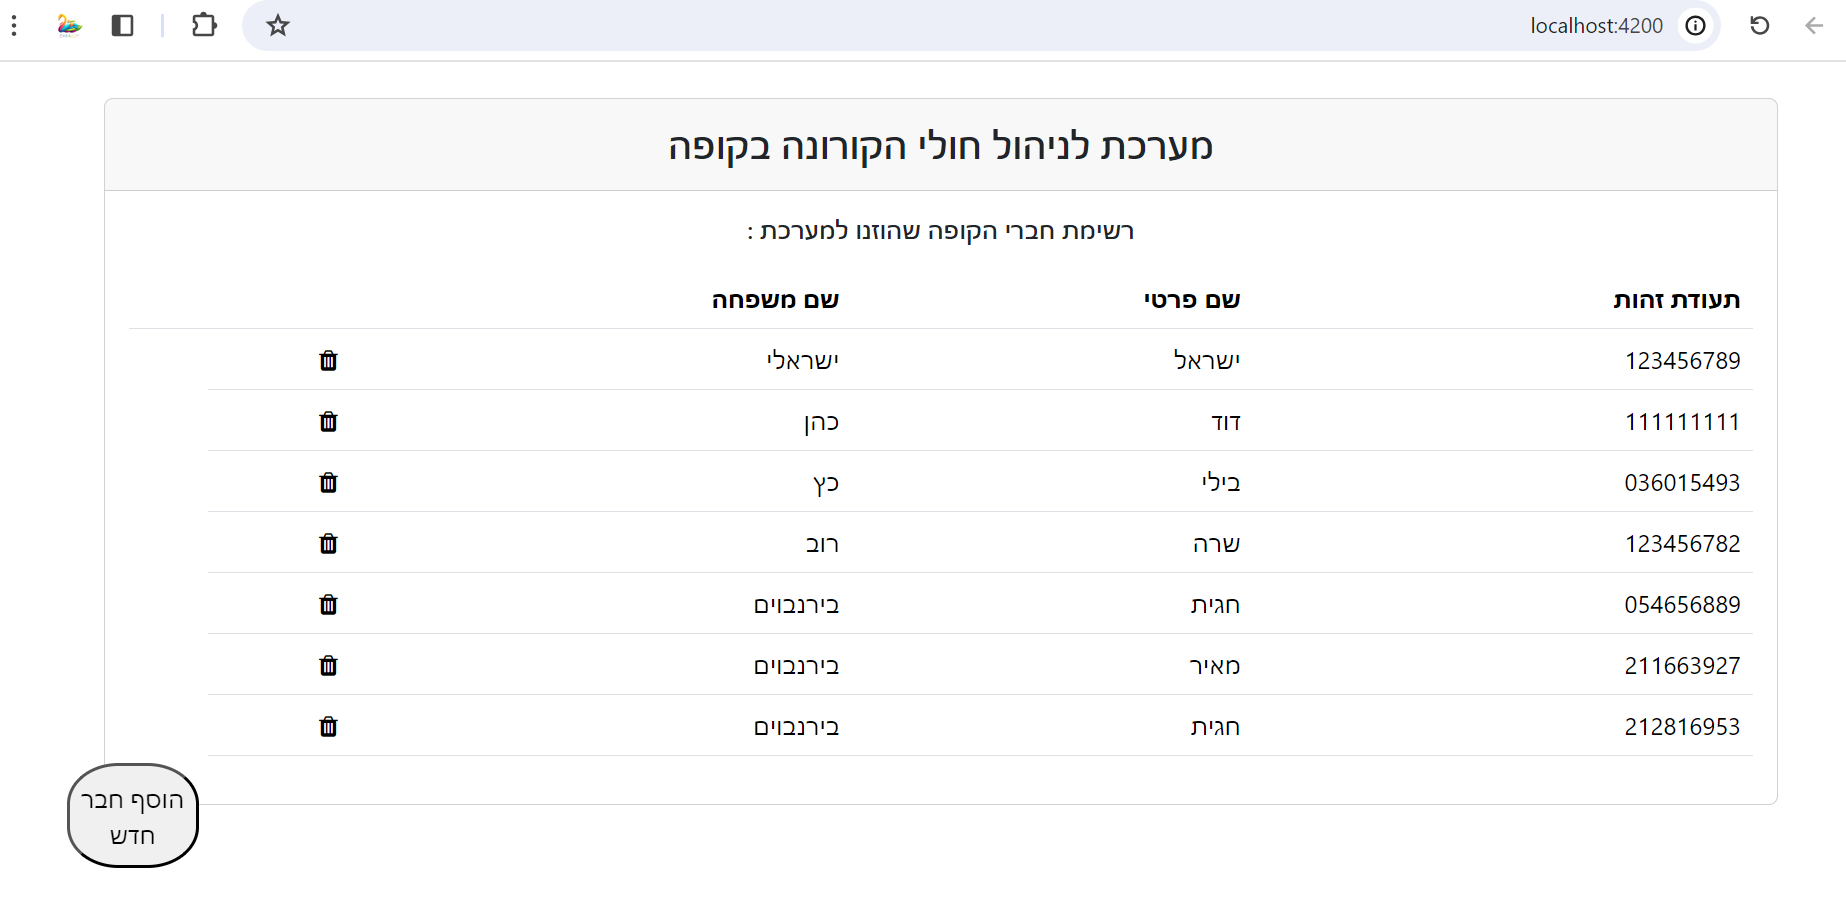 localhost:4200
מערכת לניהול חולי הקורונה בקופה
רשימת חברי הקופה שהוזנו למערכת :
תעודת זהות שם פרטי שם משפחה
123456789 ישראל ישראלי
111111111 דוד כהן
036015493 בילי כץ
123456782 שרה רוב
054656889 חגית בירנבוים
211663927 מאיר בירנבוים
212816953 חגית בירנבוים
הוסף חבר
חדש